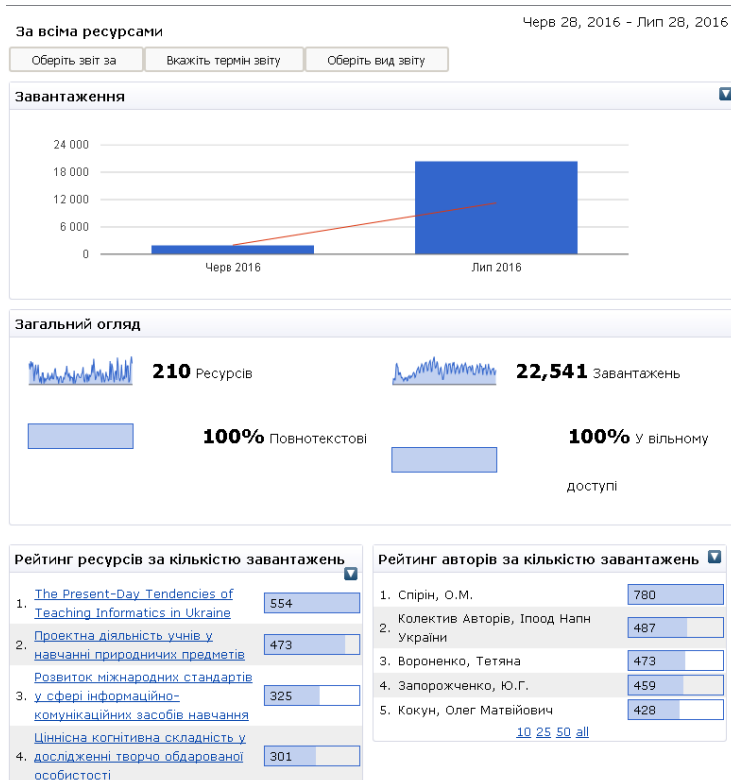 За всіма ресурсами
Черв 28, 2016 - Лип 28, 2016
Оберіть звіт за
Вкажіть термін звіту
Оберіть вид звіту
Завантаження
24 000
18 000
12 000
6 000
0
Черв 2016
Лип 2016
Загальний огляд
210 Ресурсів
22,541 Завантажень
100% Повнотекстові
100% У вільному
доступі
Рейтинг ресурсів за кількістю завантажень
1. The Present-Day Tendencies of
Teaching Informatics in Ukraine
554
2. Проектна діяльність учнів у
навчанні природничих предметів
473
3. Розвиток міжнародних стандартів
у сфері інформаційно-
комунікаційних засобів навчання
325
4. Ціннісна когнітивна складність у
дослідженні творчо обдарованої
особистості
301
Рейтинг авторів за кількістю завантажень
1. Спірін, О.М.
780
2. Колектив Авторів, Іпоод Напн
України
487
3. Вороненко, Тетяна
473
4. Запорожченко, Ю.Г.
459
5. Кокун, Олег Матвійович
428
10 25 50 all